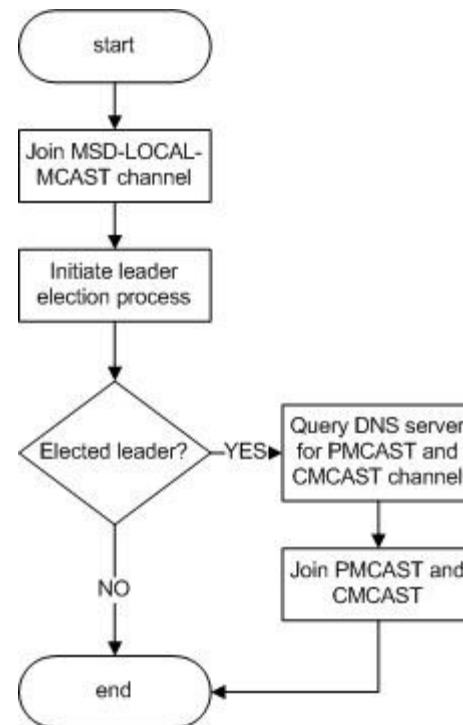 start
Join MSD-LOCAL-
MCAST channel
Initiate leader
election process
Elected leader?
YES
Query DNS server
for PMCAST and
CMCAST channel
Join PMCAST and
CMCAST
NO
end